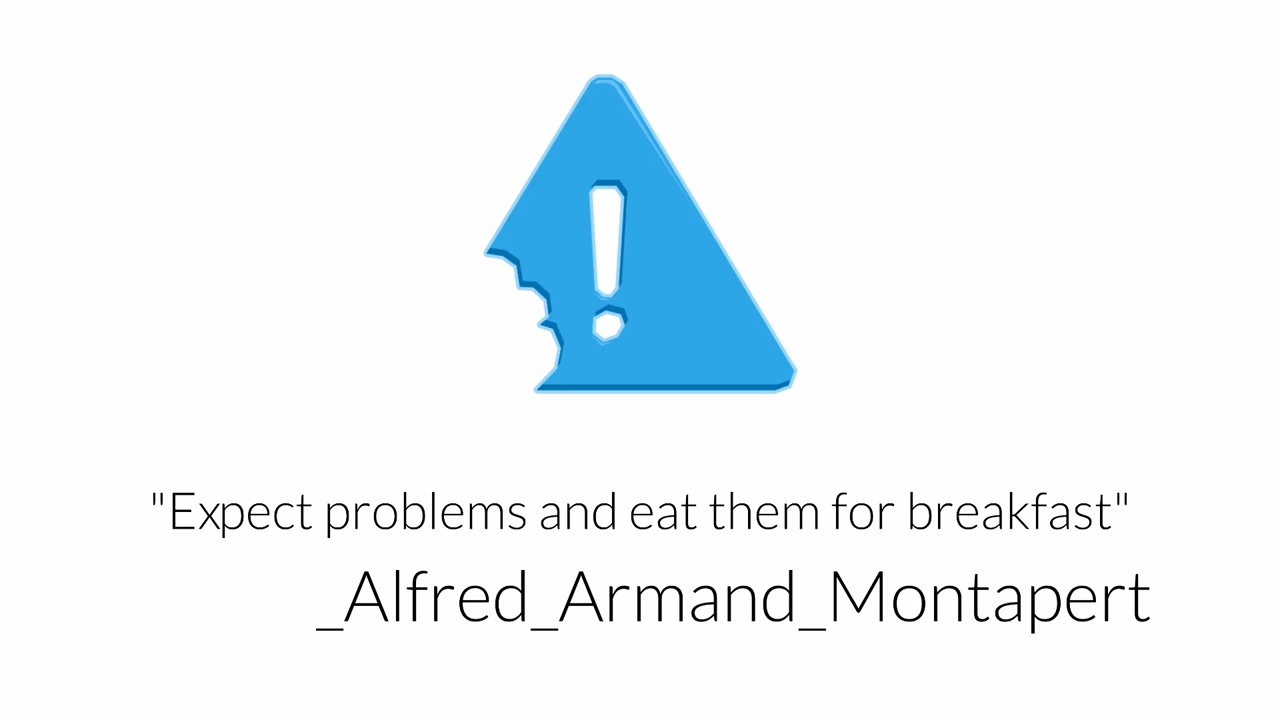 !
"Expect problems and eat them for breakfast"
_Alfred_Armand_Montapert